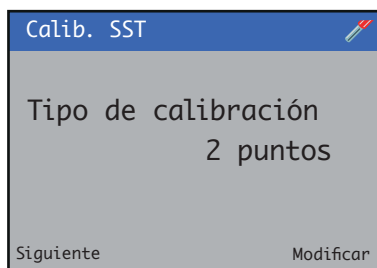 Calib. SST
Tipo de calibración
2 puntos
Siguiente Modificar